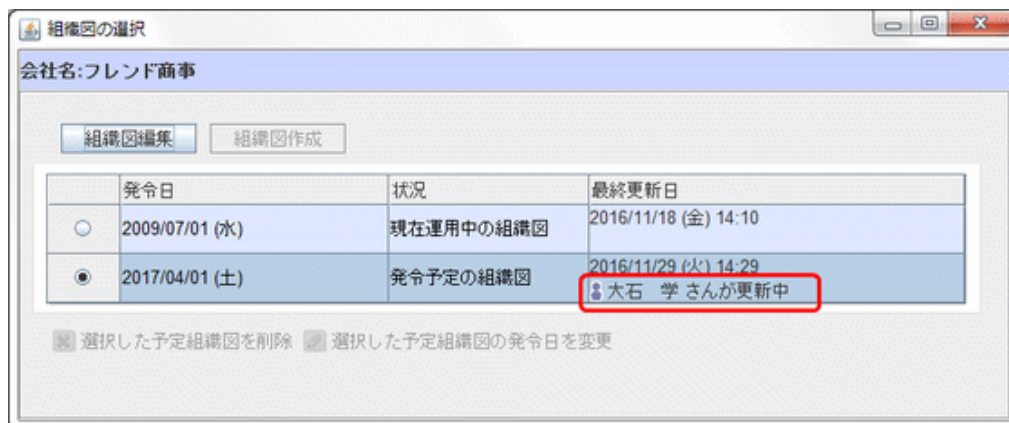 組織図の選択
会社名:フレンド商事
組織図編集 組織図作成
発令日 状況 最終更新日
2009/07/01 (水) 現在運用中の組織図 2016/11/18 (金) 14:10
2017/04/01 (土) 発令予定の組織図 2016/11/29 (火) 14:29
大石　学 さんが更新中
選択した予定組織図を削除 選択した予定組織図の発令日を変更